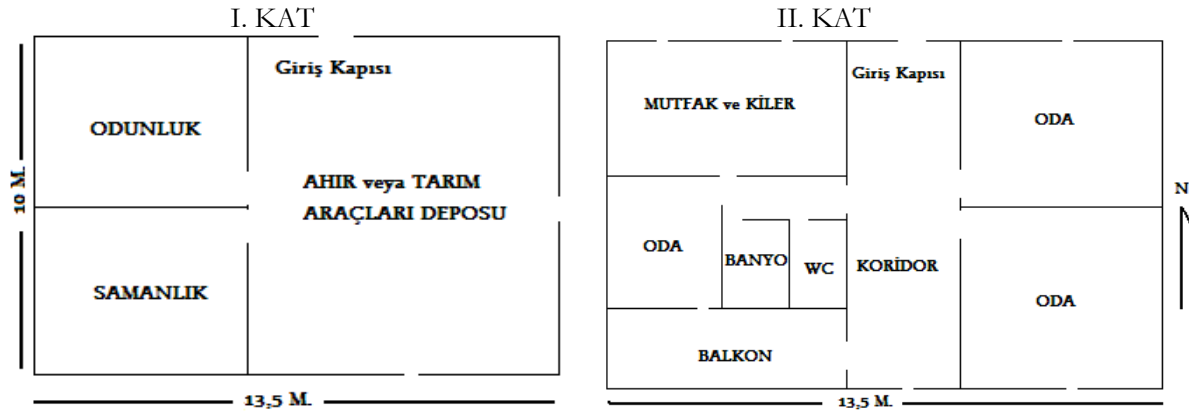 I. KAT
Giriş Kapısı
ODUNLUK
AHIR veya TARIM
ARAÇLARI DEPOSU
SAMANLIK
10 M.
13,5 M.
II. KAT
Giriş Kapısı
MUTFAK ve KİLER
ODA
ODA
BANYO
WC
KORİDOR
ODA
BALKON
13,5 M.
N